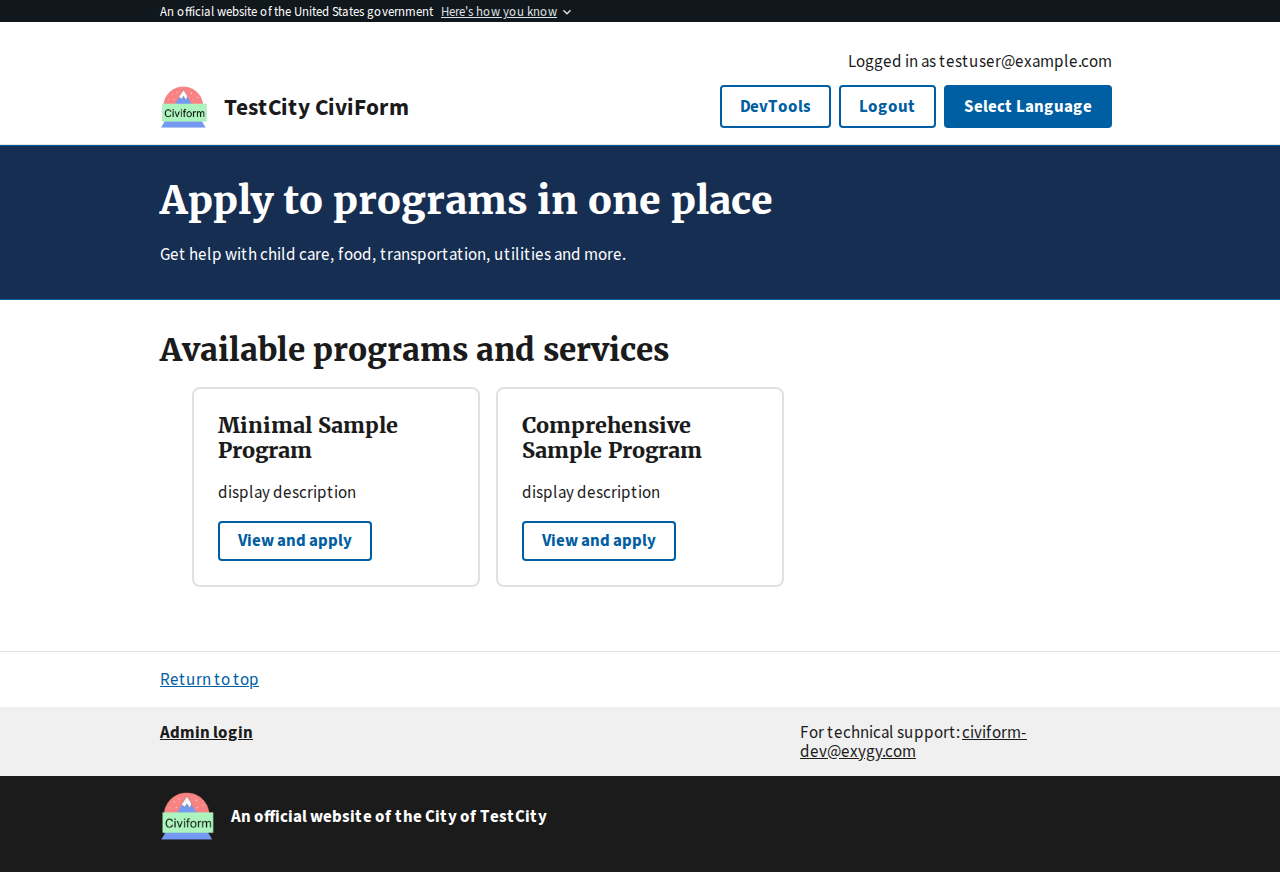 An official website of the United States government Here's how you know
Logged in as testuser@example.com
Civiform
TestCity CiviForm
DevTools
Logout
Select Language
Apply to programs in one place
Get help with child care, food, transportation, utilities and more.
Available programs and services
Minimal Sample
Program
display description
View and apply
Comprehensive
Sample Program
display description
View and apply
Return to top
Admin login
For technical support: civiform-
dev@exygy.com
Civiform
An official website of the City of TestCity